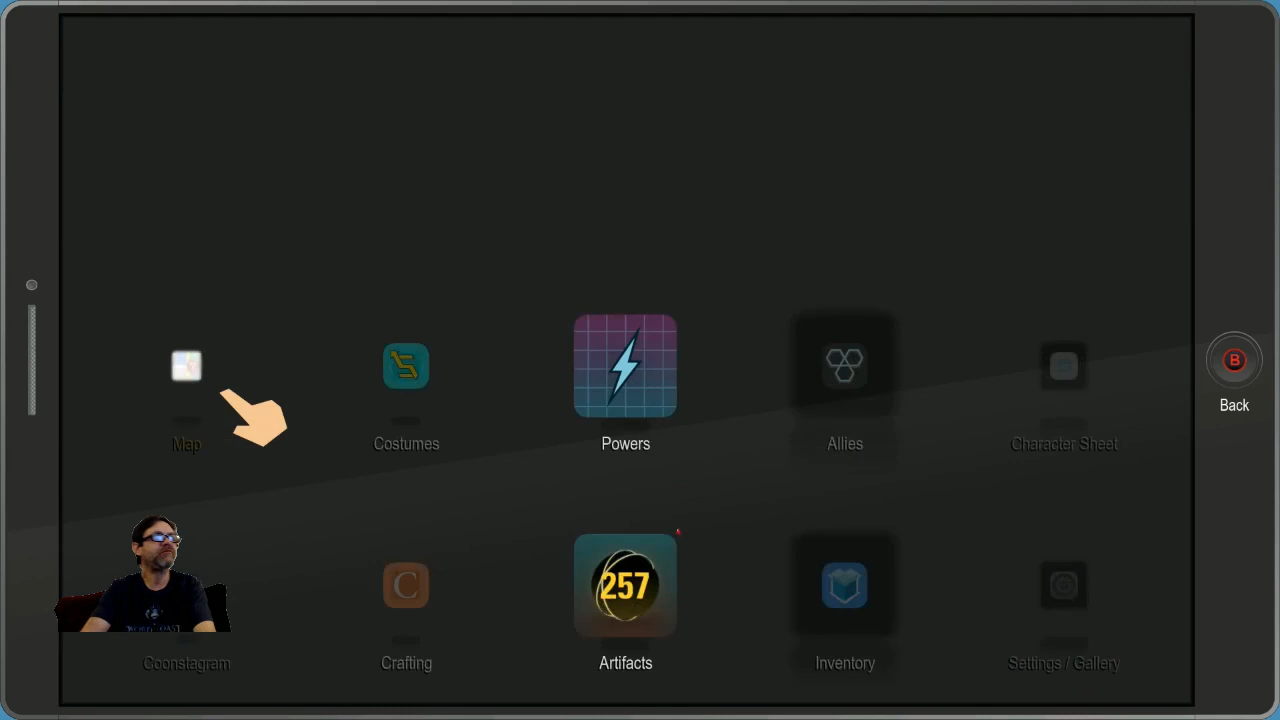 B
Back
Map
Costumes
Powers
Allies
Character Sheet
C
257
Coonstagram
Crafting
Artifacts
Inventory
Settings / Gallery